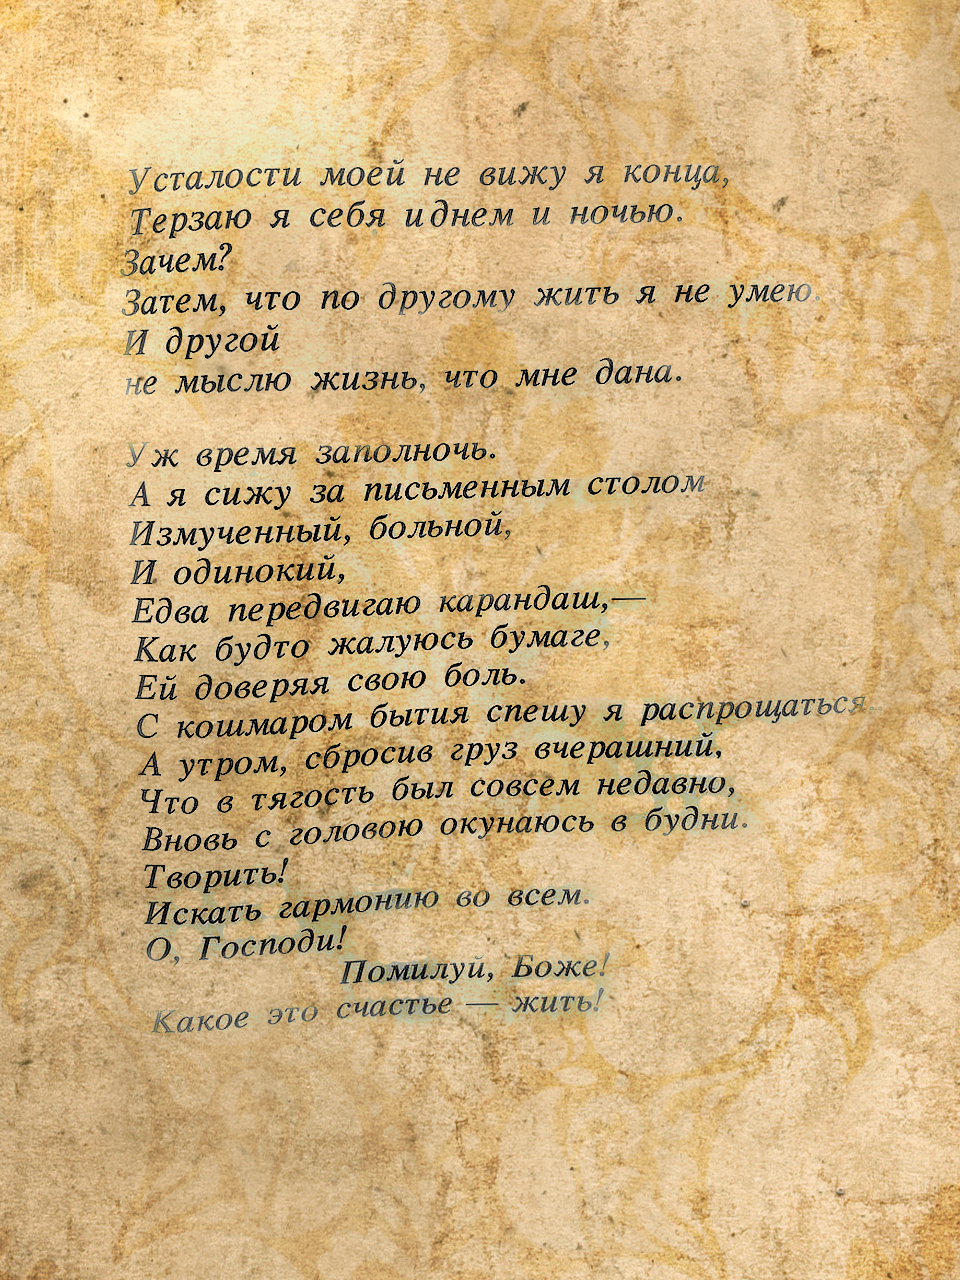 Усталости моей не вижу я конца,
Терзаю я себя и днем и ночью.
Зачем?
Затем, что по другому жить я не умею.
И другой
не мыслю жизнь, что мне дана.
Уж время заполночь.
А я сижу за письменным столом
Измученный, больной,
И одинокий,
Едва передвигаю карандаш,—
Как будто жалуюсь бумаге,
Ей доверяя свою боль.
С кошмаром бытия спешу я распрощаться
А утром, сбросив груз вчерашний,
Что в тягость был совсем недавно,
Вновь с головою окунаюсь в будни.
Творить!
Искать гармонию во всем.
О, Господи!
Помилуй, Боже!
Какое это счастье — жить!